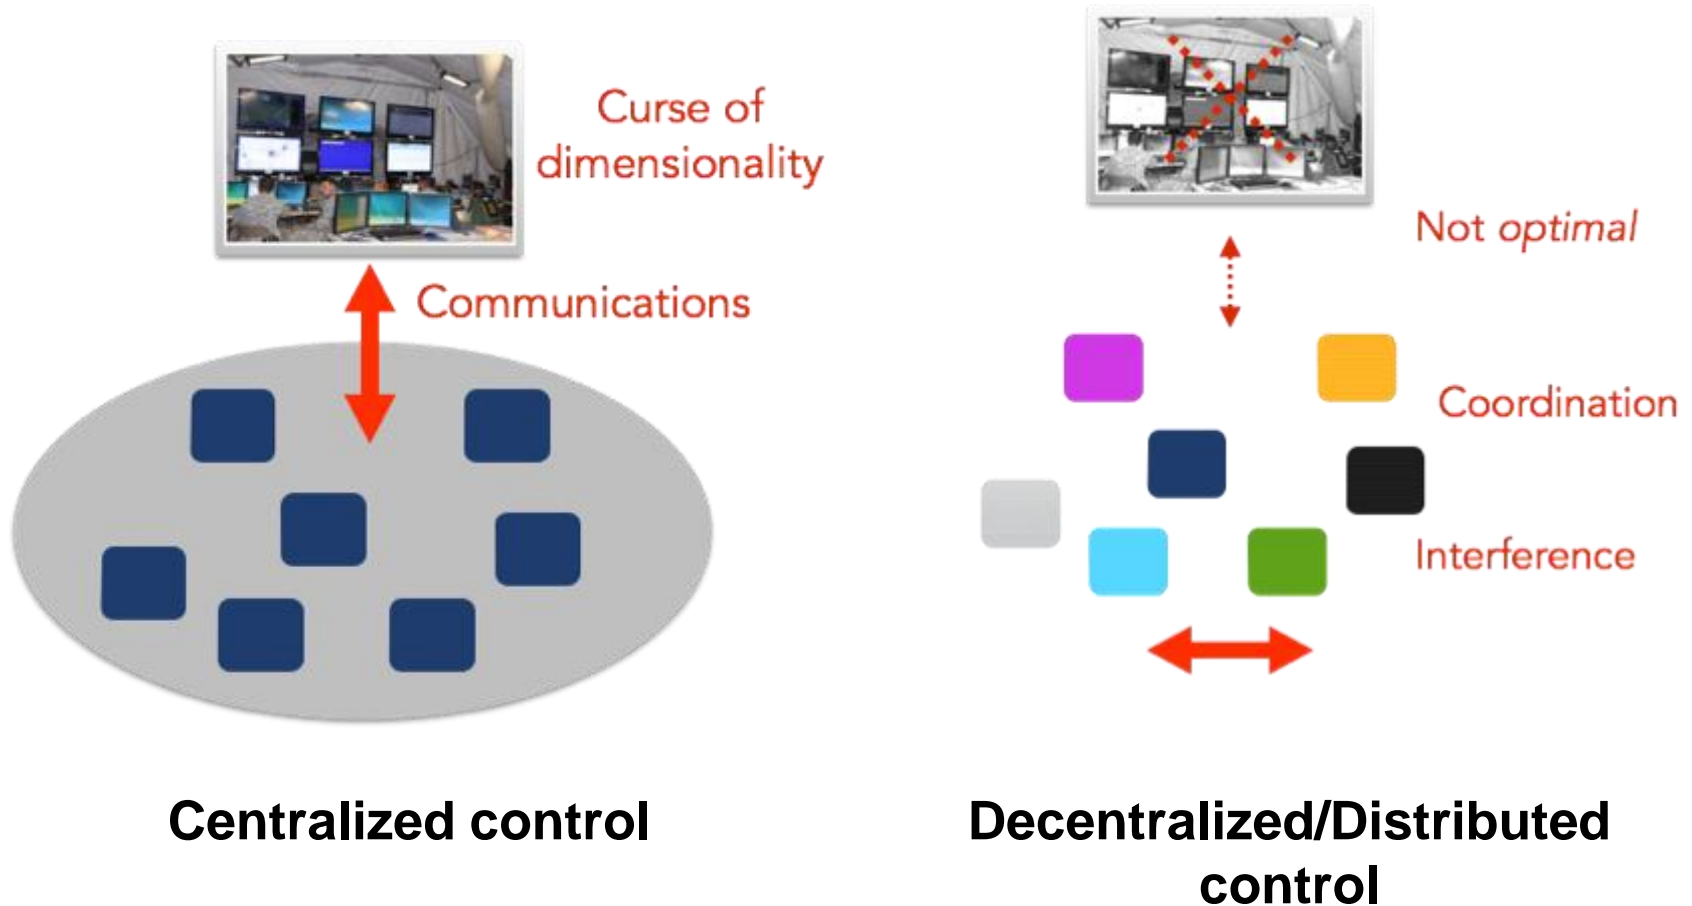 Curse of
dimensionality
Communications
Not optimal
Coordination
Interference
Centralized control
Decentralized/Distributed
control